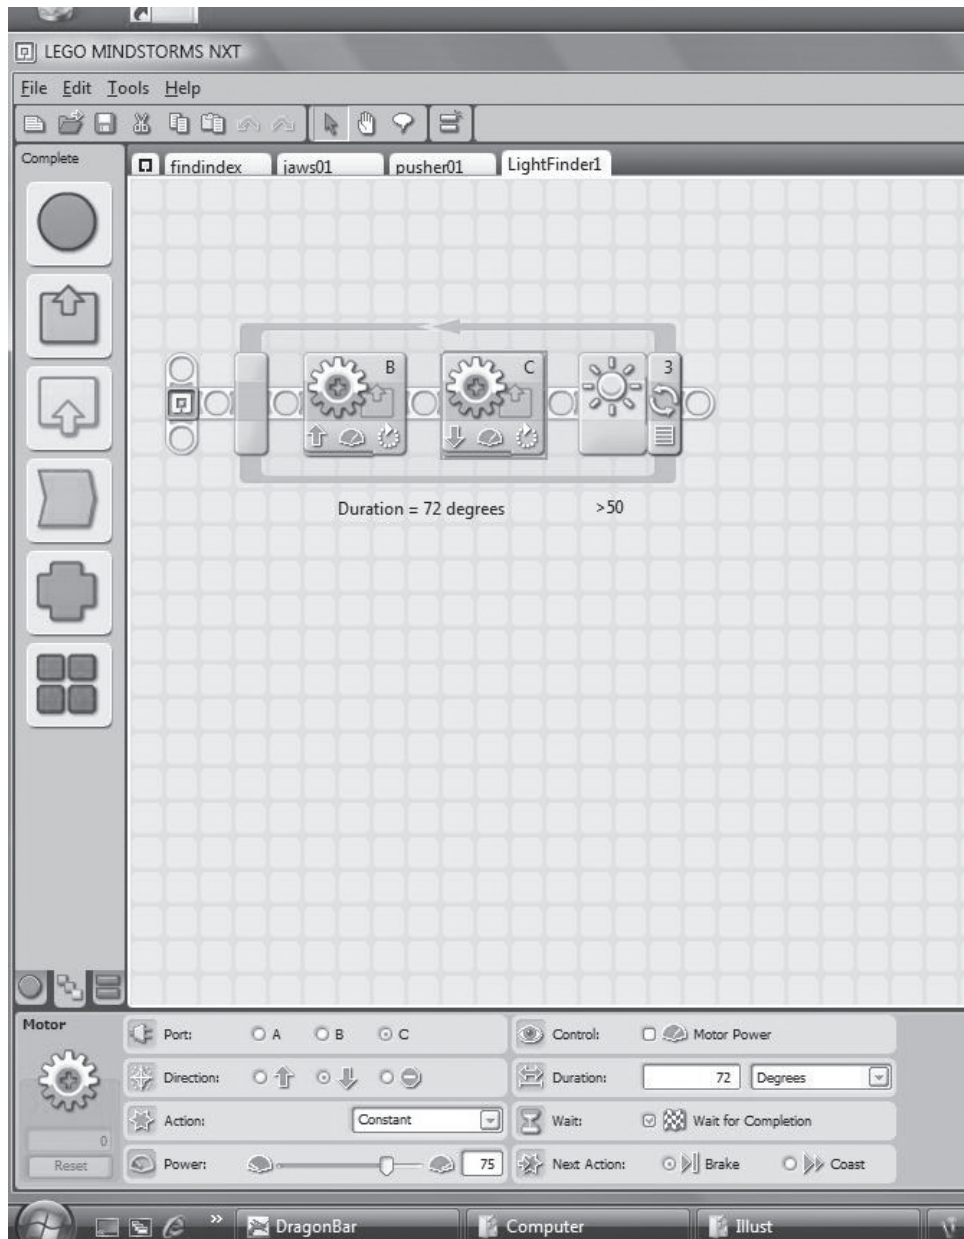 LEGO MINDSTORMS NXT
File Edit Tools Help
Complete
findindex jaws01 pusher01 LightFinder1
B C 3
Duration = 72 degrees >50
Motor
Port: A B C
Control: Motor Power
Direction:
Duration: 72 Degrees
Action: Constant
Wait: Wait for Completion
0
Reset
Power: 75
Next Action: Brake Coast
» DragonBar Computer Illust